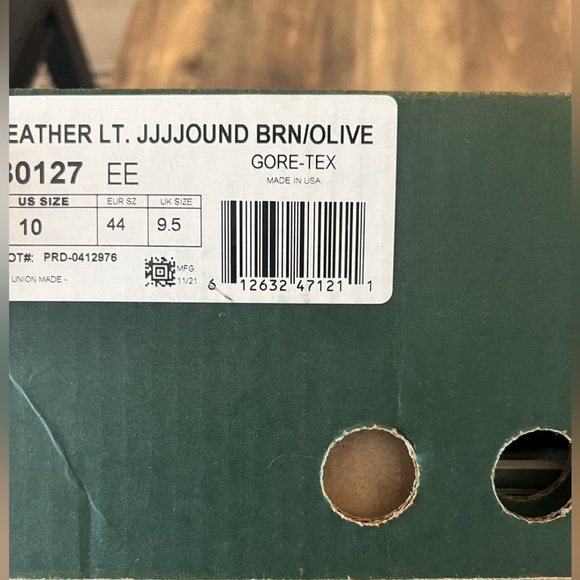 EATHER LT. JJJJOUND BRN/OLIVE
0127 EE
GORE-TEX
MADE IN USA
US SIZE EUR SZ UK SIZE
10 44 9.5
OT#: PRD-0412976
UNION MADE -
MFG:
11/21
6 12632 47121 1